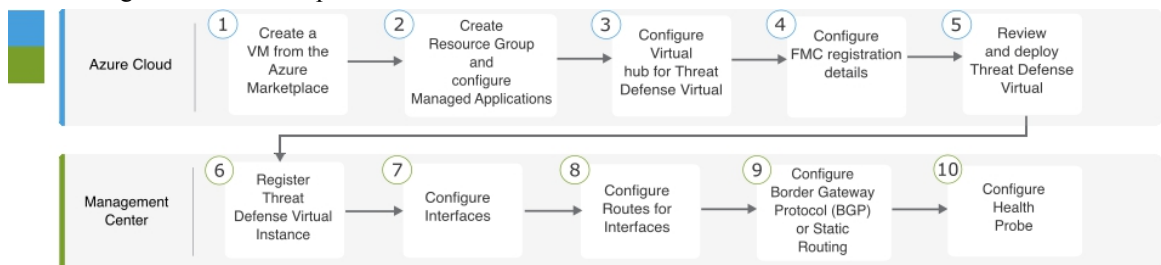 Azure Cloud
1
Create a
VM from the
Azure
Marketplace
2
Create
Resource Group
and
configure
Managed Applications
3
Configure
Virtual
hub for Threat
Defense Virtual
4
Configure
FMC registration
details
5
Review
and deploy
Threat Defense
Virtual
Management
Center
6
Register
Threat
Defense Virtual
Instance
7
Configure
Interfaces
8
Configure
Routes for
Interfaces
9
Configure
Border Gateway
Protocol (BGP)
or Static
Routing
10
Configure
Health
Probe